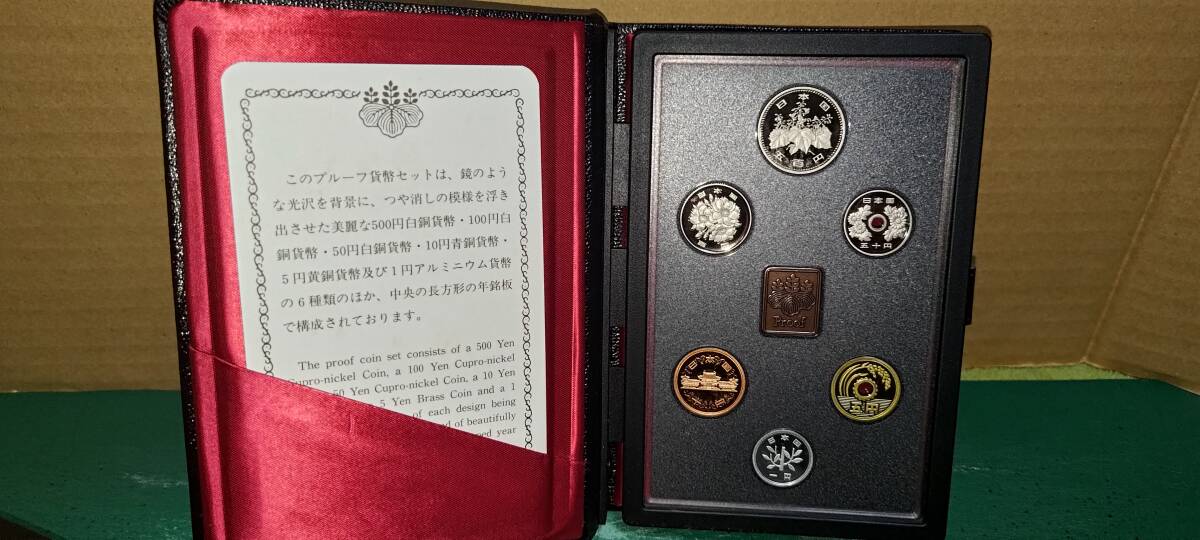 このプルーフ貨幣セットは、鏡のよう
な光沢を背景に、つや消しの模様を浮き
出させた美麗な500円白銅貨幣・100円白
銅貨幣・50円白銅貨幣・10円青銅貨幣・
5円黄銅貨幣及び1円アルミニウム貨幣
の6種類のほか、中央の長方形の年銘板
で構成されております。
The proof coin set consists of a 500 Yen
Cupro-nickel Coin, a 100 Yen Cupro-nickel
50 Yen Cupro-nickel Coin, a 10 Yen
5 Yen Brass Coin and a 1
of each design being
of beautifully
year
日本国
五百円
日本国
日本国
五十円
Proof
日本国
五円
日本国
一円